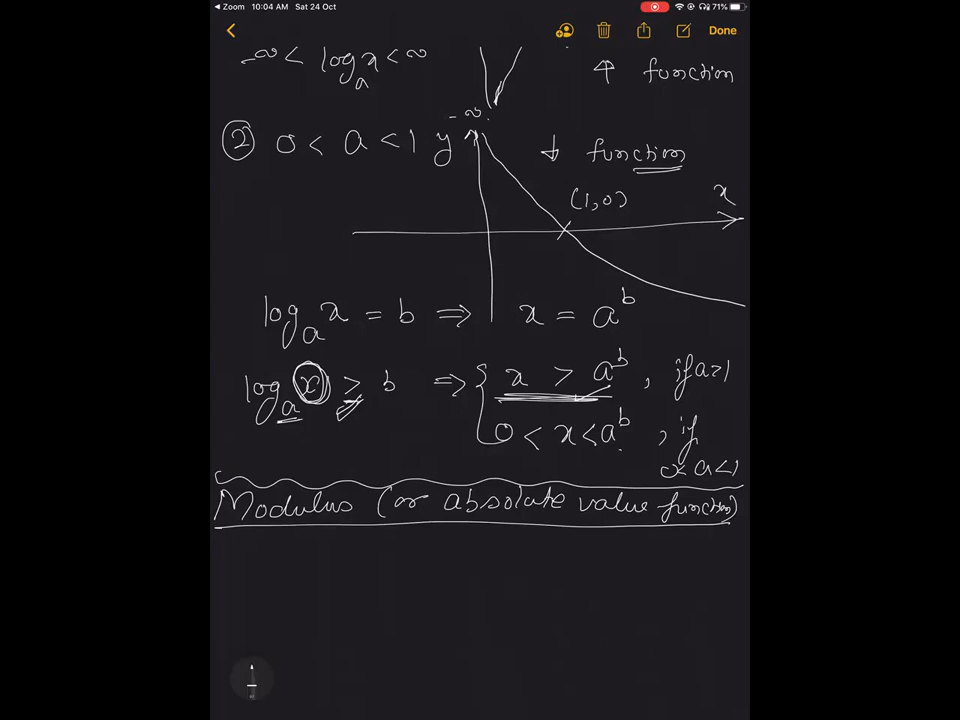 Zoom 10:04 AM Sat 24 Oct 71%
Done
-∞ < log_a x < ∞
↑ function
-∞
② 0 < a < 1 y
↓ function
(1,0)
x
log_a x = b ⇒ x = a^b
log_a x > b ⇒ { x > a^b, if a>1
0 < x < a^b, if
0<a<1
Modulus (or absolute value function)